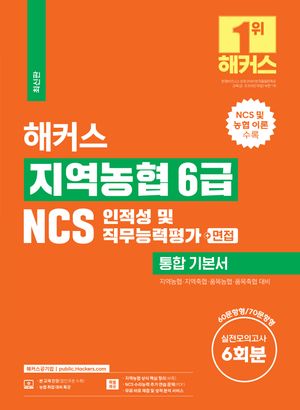 최신판
1위
해커스
NCS 및
농협 이론
수록
해커스
지역농협 6급
NCS 인적성 및
직무능력평가 +면접
통합 기본서
지역농협·지역축협·품목농협·품목축협 대비
60문항형/70문항형
실전모의고사
6회분
해커스공기업 | public.Hackers.com